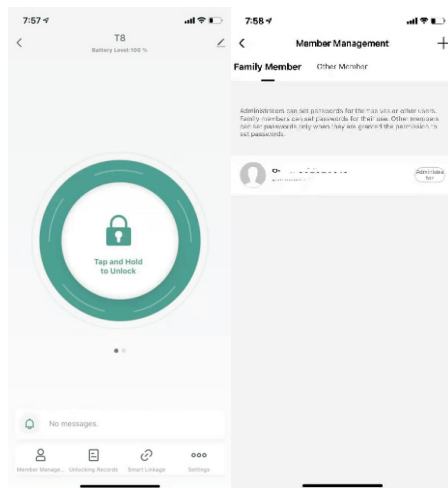 7:57
T8
Battery Level:100 %
Tap and Hold
to Unlock
No messages.
Member Manage...
Unlocking Records
Smart Linkage
Settings
7:58
Member Management
Family Member
Other Member
Administrators can set passwords for themselves or other users.
Family members can set passwords for their use. Other members
can set passwords only when they are granted the permission to
set passwords.